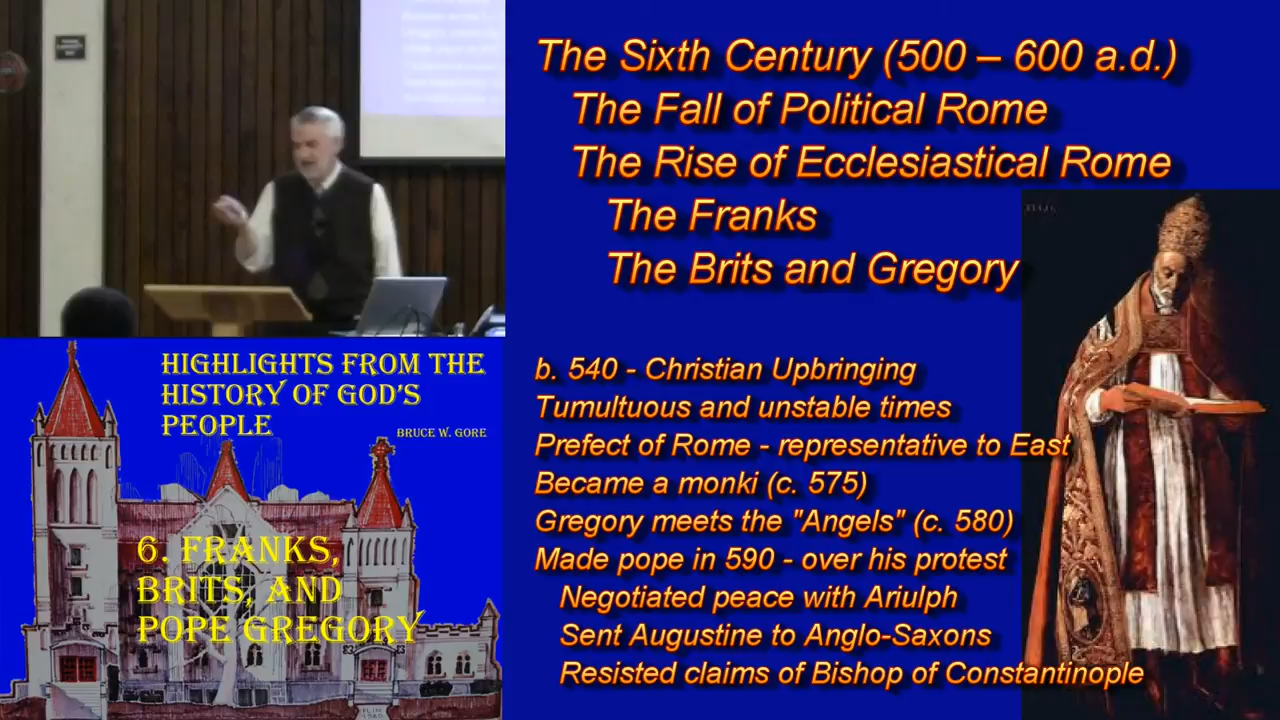 The Sixth Century (500 – 600 a.d.)
The Fall of Political Rome
The Rise of Ecclesiastical Rome
The Franks
The Brits and Gregory
b. 540 - Christian Upbringing
Tumultuous and unstable times
Prefect of Rome - representative to East
Became a monki (c. 575)
Gregory meets the "Angels" (c. 580)
Made pope in 590 - over his protest
Negotiated peace with Ariulph
Sent Augustine to Anglo-Saxons
Resisted claims of Bishop of Constantinople
HIGHLIGHTS FROM THE
HISTORY OF GOD'S
PEOPLE
BRUCE W. GORE
6. FRANKS,
BRITS, AND
POPE GREGORY